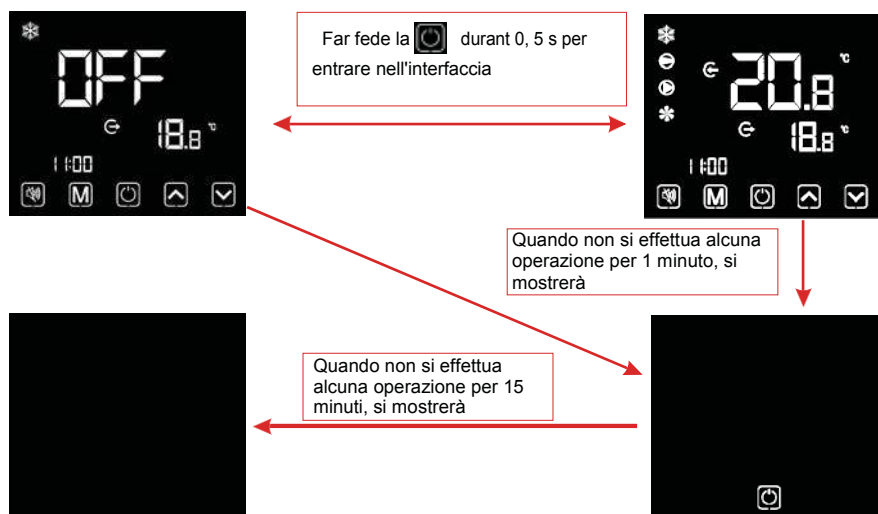 OFF
18.8 °C
11:00
M
Far fede la durant 0, 5 s per
entrare nell'interfaccia
20.8 °C
18.8 °C
11:00
M
Quando non si effettua alcuna
operazione per 1 minuto, si
mostrerà
Quando non si effettua
alcuna operazione per 15
minuti, si mostrerà